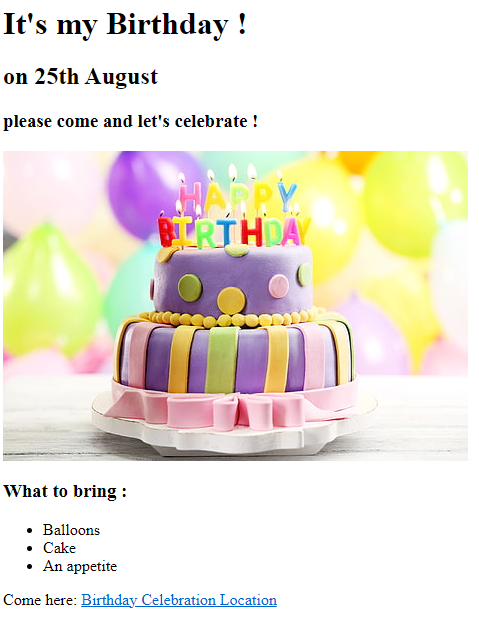 It's my Birthday !
on 25th August
please come and let's celebrate !
HAPPY
BIRTHDAY
What to bring :
Balloons
Cake
An appetite
Come here: Birthday Celebration Location